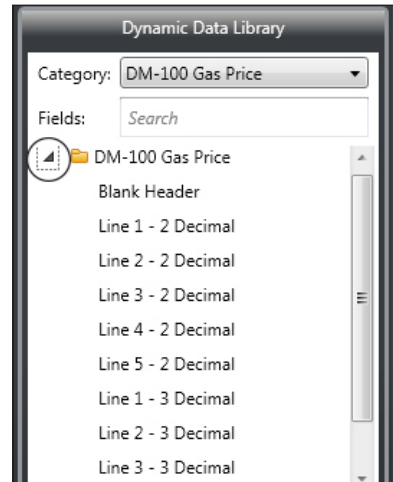 Dynamic Data Library
Category: DM-100 Gas Price
Fields: Search
DM-100 Gas Price
Blank Header
Line 1 - 2 Decimal
Line 2 - 2 Decimal
Line 3 - 2 Decimal
Line 4 - 2 Decimal
Line 5 - 2 Decimal
Line 1 - 3 Decimal
Line 2 - 3 Decimal
Line 3 - 3 Decimal